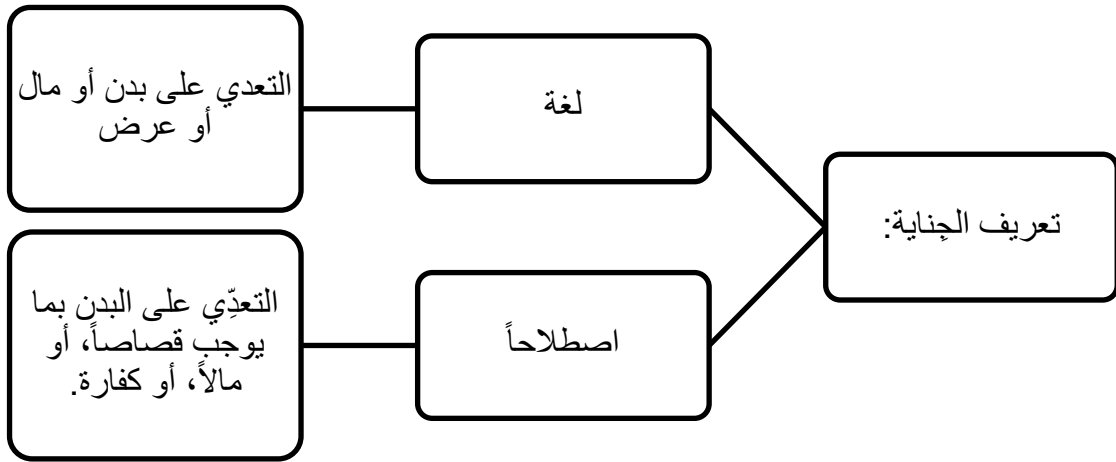 تعريف الجِناية:
لغة
التعدي على بدن أو مال
أو عرض
اصطلاحاً
التعدِّي على البدن بما
يوجب قصاصاً، أو
مالاً، أو كفارة.